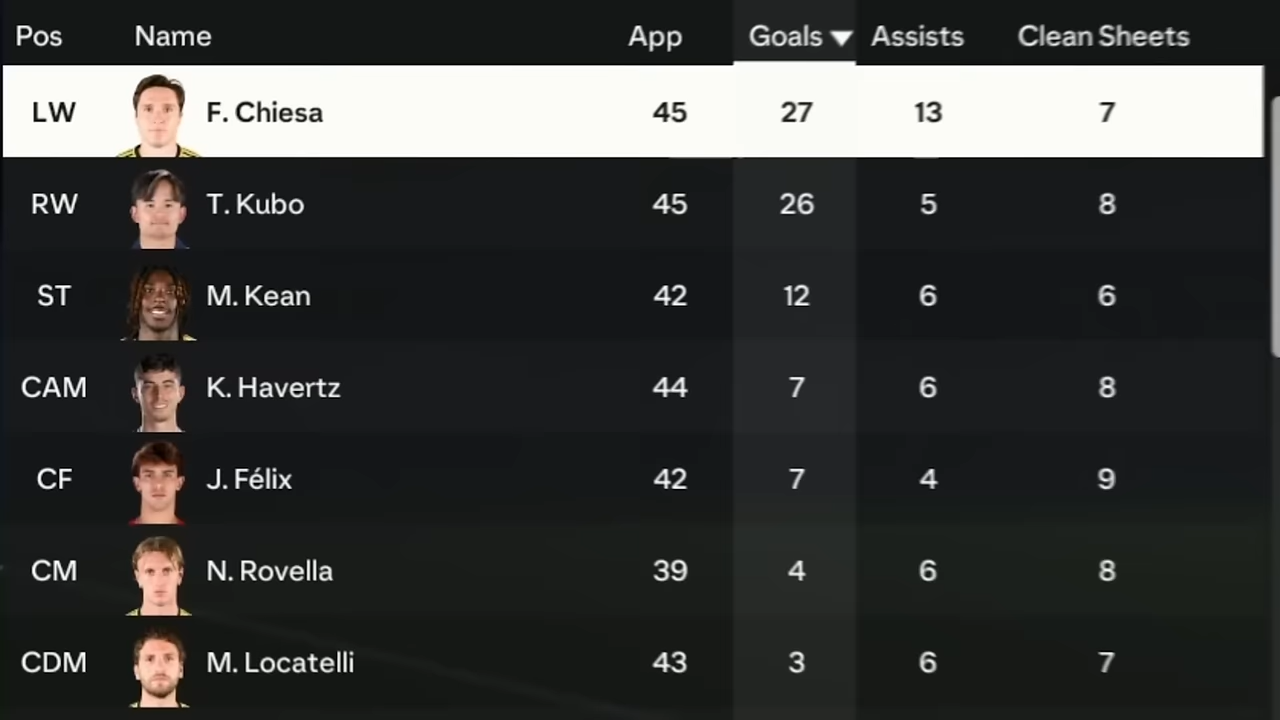 Pos Name App Goals Assists Clean Sheets
LW F. Chiesa 45 27 13 7
RW T. Kubo 45 26 5 8
ST M. Kean 42 12 6 6
CAM K. Havertz 44 7 6 8
CF J. Félix 42 7 4 9
CM N. Rovella 39 4 6 8
CDM M. Locatelli 43 3 6 7